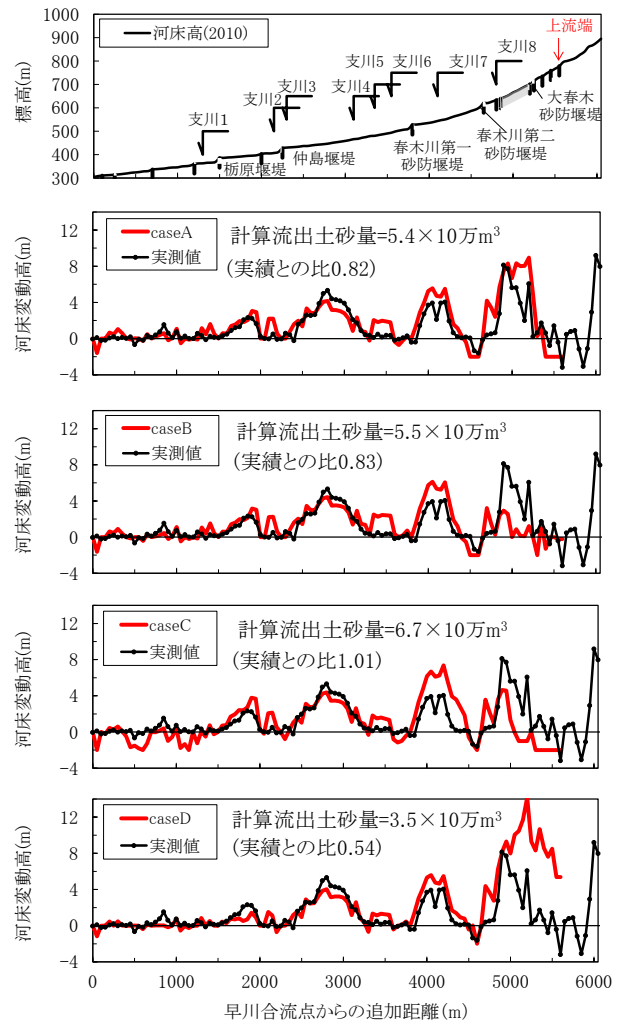 1000
900
800
700
600
500
400
300
標高(m)
河床高(2010)
上流端
支川1
支川2
支川3
支川4
支川5
支川6
支川7
支川8
栃原堰堤
仲島堰堤
春木川第一
砂防堰堤
春木川第二
砂防堰堤
大春木
砂防堰堤
12
8
4
0
−4
河床変動高(m)
caseA
実測値
計算流出土砂量=5.4×10万m³
(実績との比0.82)
12
8
4
0
−4
河床変動高(m)
caseB
実測値
計算流出土砂量=5.5×10万m³
(実績との比0.83)
12
8
4
0
−4
河床変動高(m)
caseC
実測値
計算流出土砂量=6.7×10万m³
(実績との比1.01)
12
8
4
0
−4
河床変動高(m)
caseD
実測値
計算流出土砂量=3.5×10万m³
(実績との比0.54)
0 1000 2000 3000 4000 5000 6000
早川合流点からの追加距離(m)